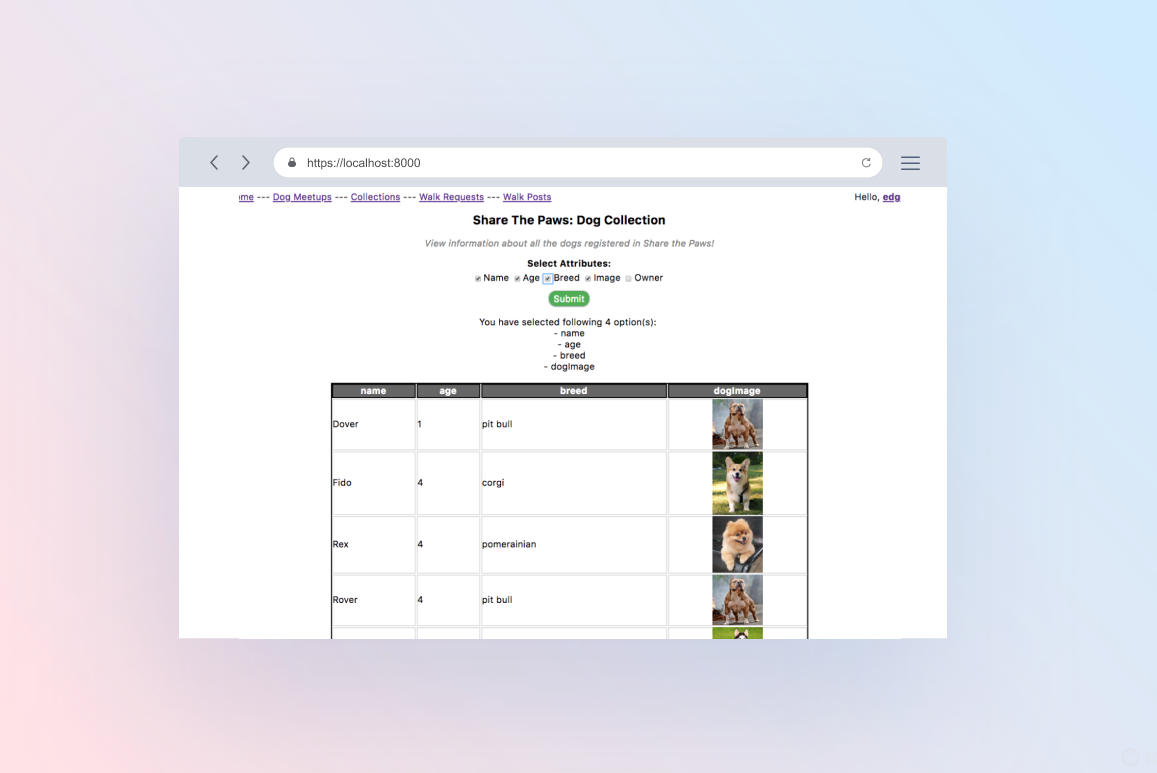 https://localhost:8000
me --- Dog Meetups --- Collections --- Walk Requests --- Walk Posts
Hello, edg
Share The Paws: Dog Collection
View information about all the dogs registered in Share the Paws!
Select Attributes:
Name Age Breed Image Owner
Submit
You have selected following 4 option(s):
- name
- age
- breed
- dogImage
name age breed dogImage
Dover 1 pit bull
Fido 4 corgi
Rex 4 pomerainian
Rover 4 pit bull